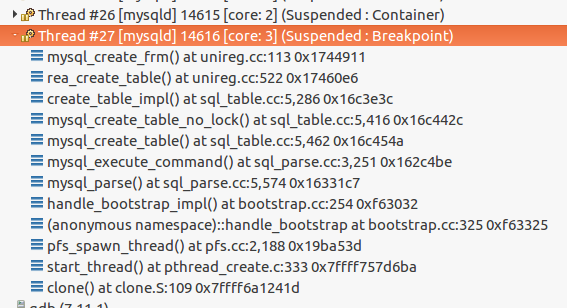 Thread #26 [mysqld] 14615 [core: 2] (Suspended : Container)
Thread #27 [mysqld] 14616 [core: 3] (Suspended : Breakpoint)
mysql_create_frm() at unireg.cc:113 0x1744911
rea_create_table() at unireg.cc:522 0x17460e6
create_table_impl() at sql_table.cc:5,286 0x16c3e3c
mysql_create_table_no_lock() at sql_table.cc:5,416 0x16c442c
mysql_create_table() at sql_table.cc:5,462 0x16c454a
mysql_execute_command() at sql_parse.cc:3,251 0x162c4be
mysql_parse() at sql_parse.cc:5,574 0x16331c7
handle_bootstrap_impl() at bootstrap.cc:254 0xf63032
(anonymous namespace)::handle_bootstrap at bootstrap.cc:325 0xf63325
pfs_spawn_thread() at pfs.cc:2,188 0x19ba53d
start_thread() at pthread_create.c:333 0x7ffff757d6ba
clone() at clone.S:109 0x7ffff6a1241d
gdb (7.11.1)